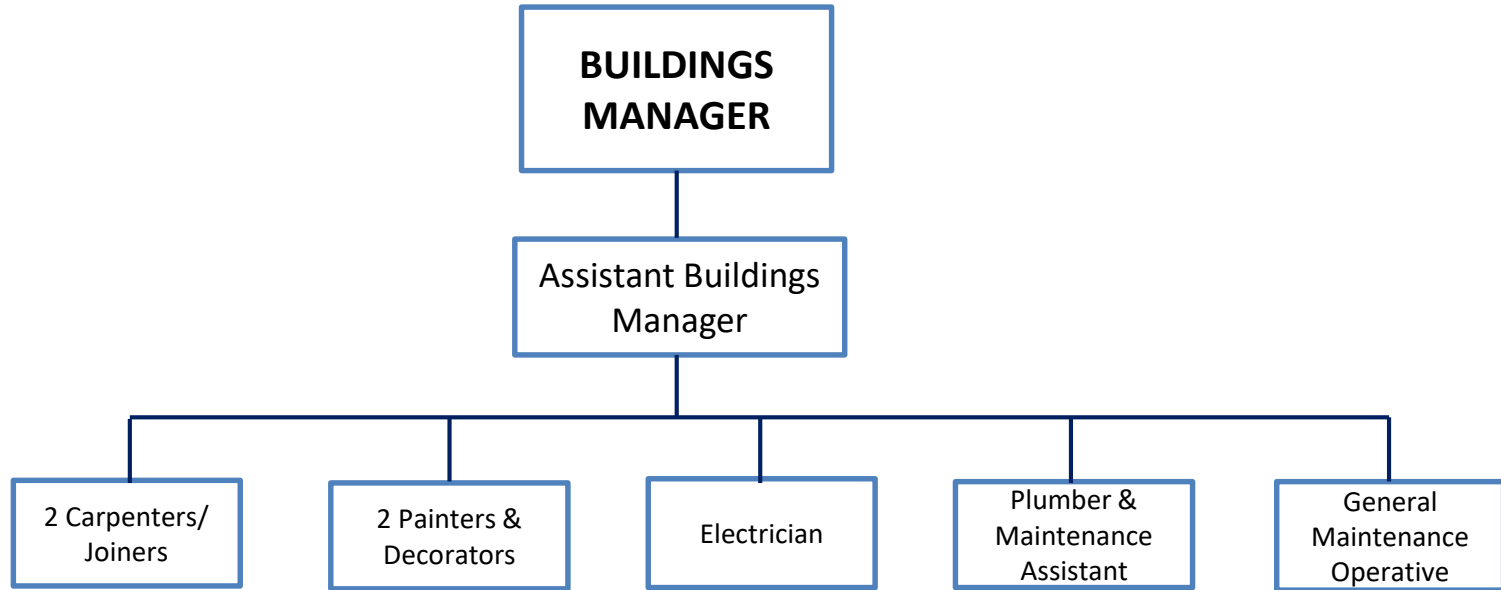 BUILDINGS
MANAGER
Assistant Buildings
Manager
2 Carpenters/
Joiners
2 Painters &
Decorators
Electrician
Plumber &
Maintenance
Assistant
General
Maintenance
Operative